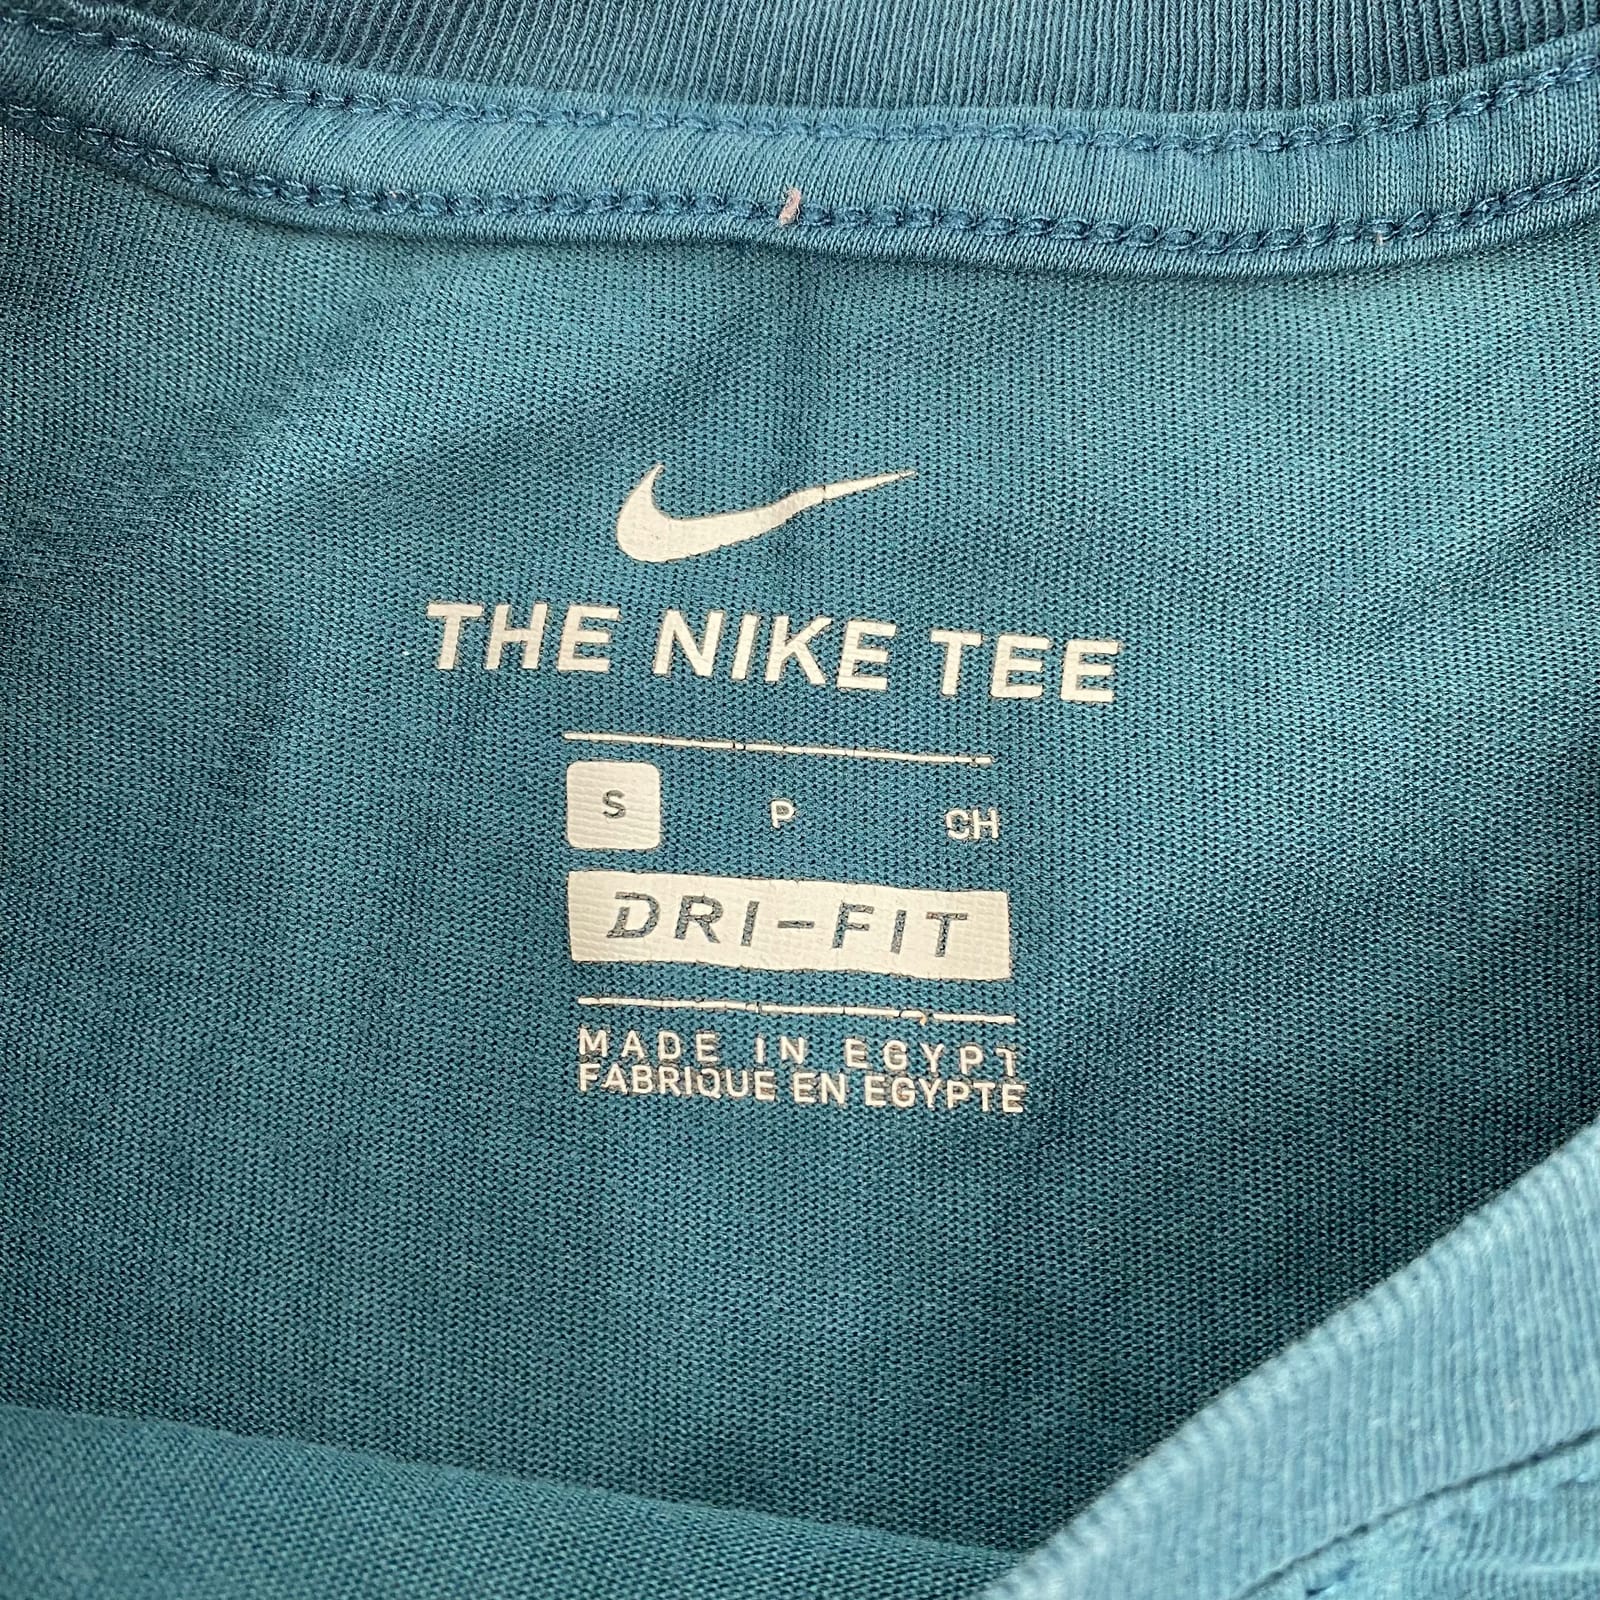 THE NIKE TEE
S P CH
DRI-FIT
MADE IN EGYPT
FABRIQUE EN EGYPTE